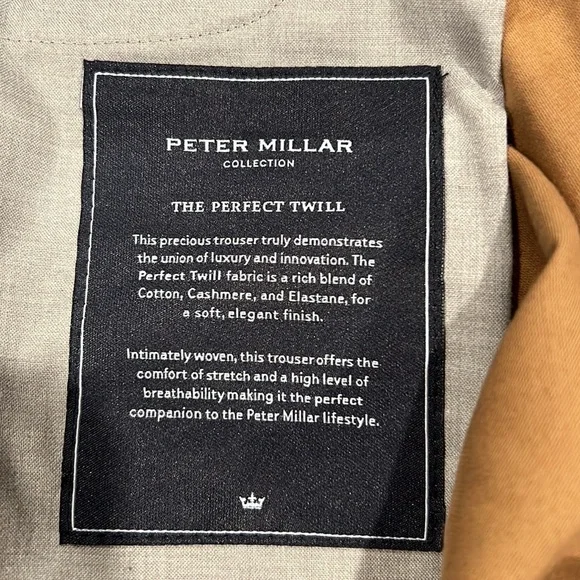 PETER MILLAR
COLLECTION
THE PERFECT TWILL
This precious trouser truly demonstrates
the union of luxury and innovation. The
Perfect Twill fabric is a rich blend of
Cotton, Cashmere, and Elastane, for
a soft, elegant finish.
Intimately woven, this trouser offers the
comfort of stretch and a high level of
breathability making it the perfect
companion to the Peter Millar lifestyle.